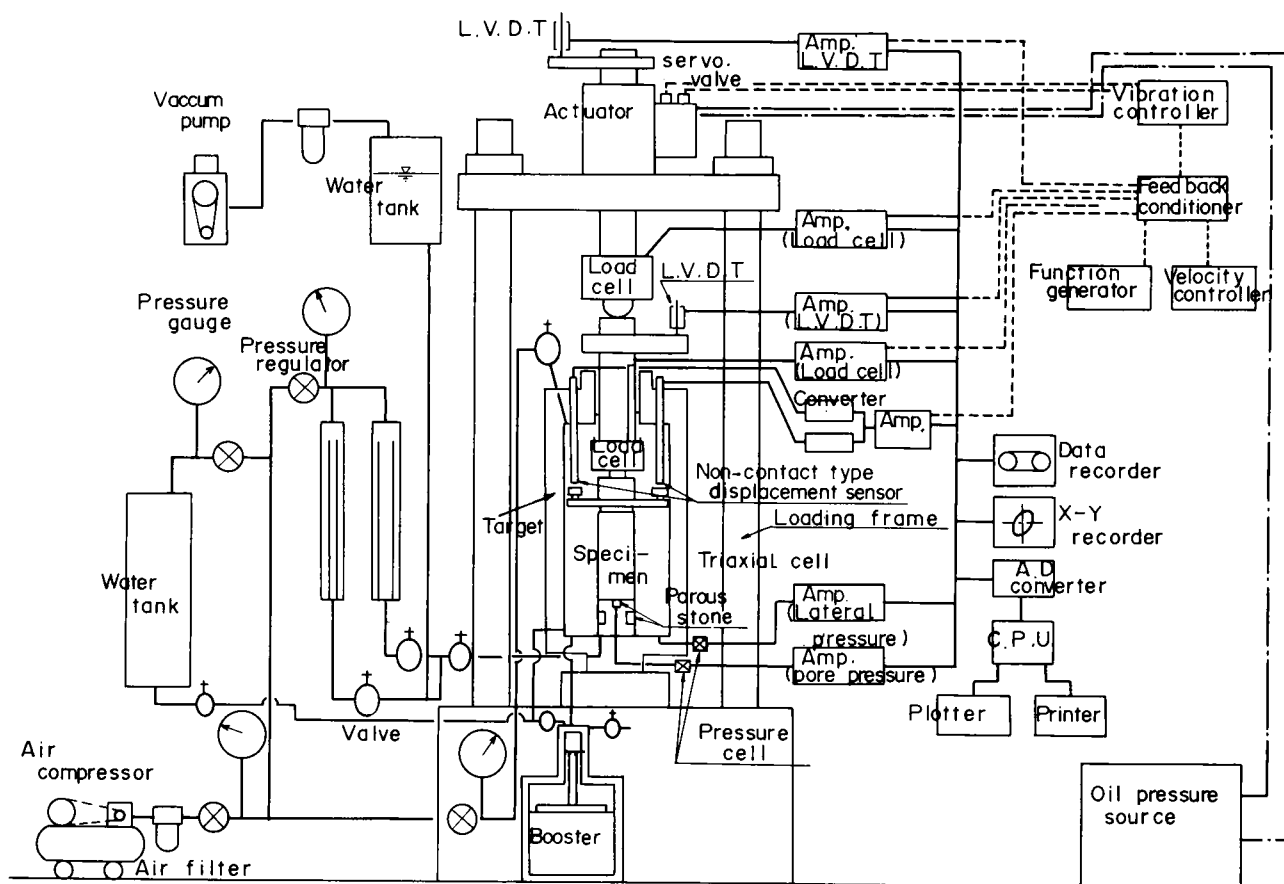 L.V.D.T
Amp.
L.V.D.T
servo.
valve
Vaccum
pump
Actuator
Vibration
controller
Water
tank
Feedback
conditioner
Amp.
(Load cell)
Load
cell
L.V.D.T
Function
generator
Velocity
controller
Pressure
gauge
Amp.
(L.V.D.T)
Pressure
regulator
Amp.
(Load cell)
Converter
Amp.
Load
cell
Data
recorder
Non-contact type
displacement sensor
Target
Loading frame
X-Y
recorder
Speci-
men
Triaxial cell
Water
tank
A.D
converter
Porous
stone
Amp.
(Lateral
pressure)
C.P.U.
Amp.
(pore pressure)
Valve
Plotter
Printer
Pressure
cell
Air
compressor
Oil pressure
source
Booster
Air filter